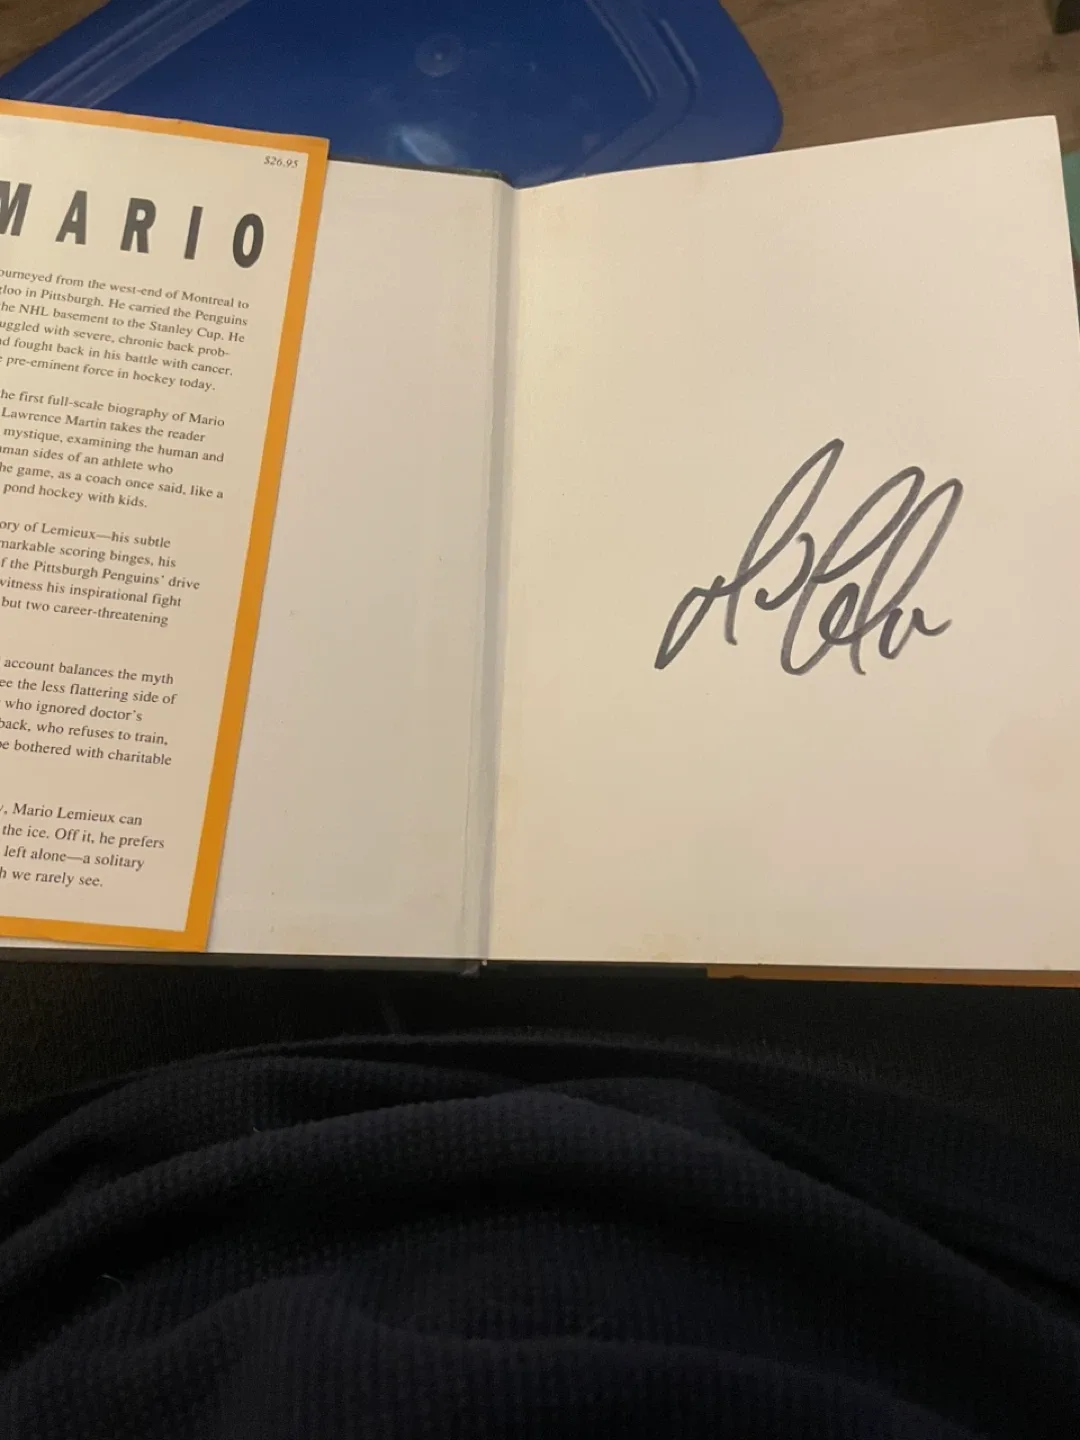 $26.95
MARIO
ourneyed from the west-end of Montreal to
gloo in Pittsburgh. He carried the Penguins
he NHL basement to the Stanley Cup. He
uggled with severe, chronic back prob-
nd fought back in his battle with cancer.
e pre-eminent force in hockey today.
he first full-scale biography of Mario
Lawrence Martin takes the reader
mystique, examining the human and
man sides of an athlete who
he game, as a coach once said, like a
pond hockey with kids.
ory of Lemieux—his subtle
markable scoring binges, his
f the Pittsburgh Penguins' drive
witness his inspirational fight
but two career-threatening
account balances the myth
ee the less flattering side of
who ignored doctor's
back, who refuses to train,
be bothered with charitable
y, Mario Lemieux can
the ice. Off it, he prefers
left alone—a solitary
h we rarely see.